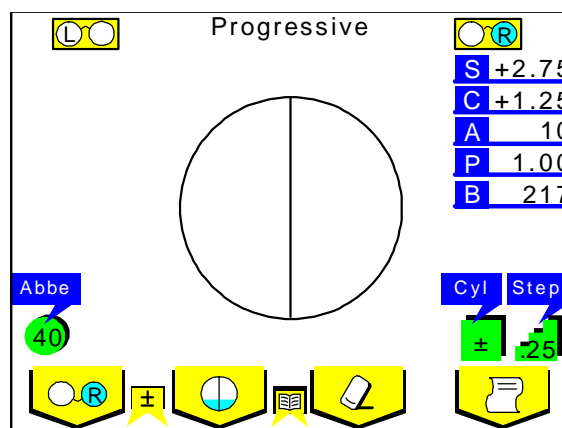 L
Progressive
R
S +2.75
C +1.25
A 10
P 1.00
B 217
Abbe
40
Cyl
±
Step
.25
R
±